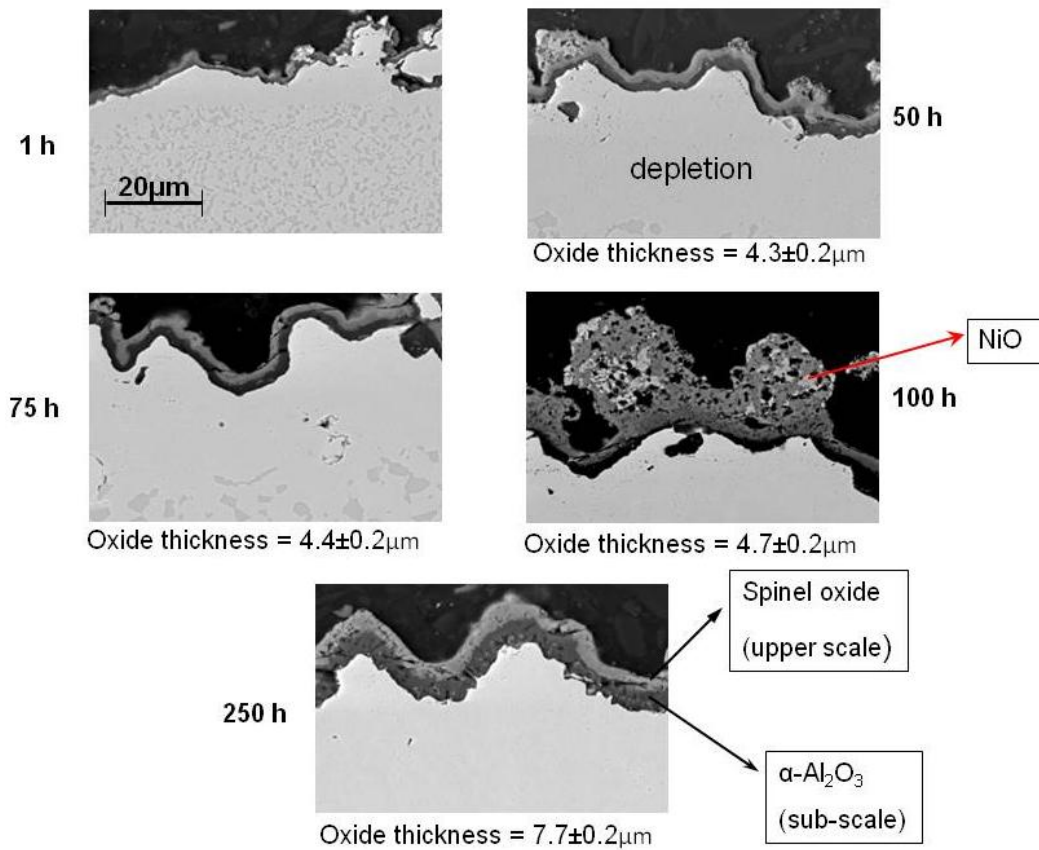 1 h
20µm
depletion
50 h
Oxide thickness = 4.3±0.2µm
75 h
Oxide thickness = 4.4±0.2µm
NiO
100 h
Oxide thickness = 4.7±0.2µm
250 h
Spinel oxide
(upper scale)
α-Al₂O₃
(sub-scale)
Oxide thickness = 7.7±0.2µm